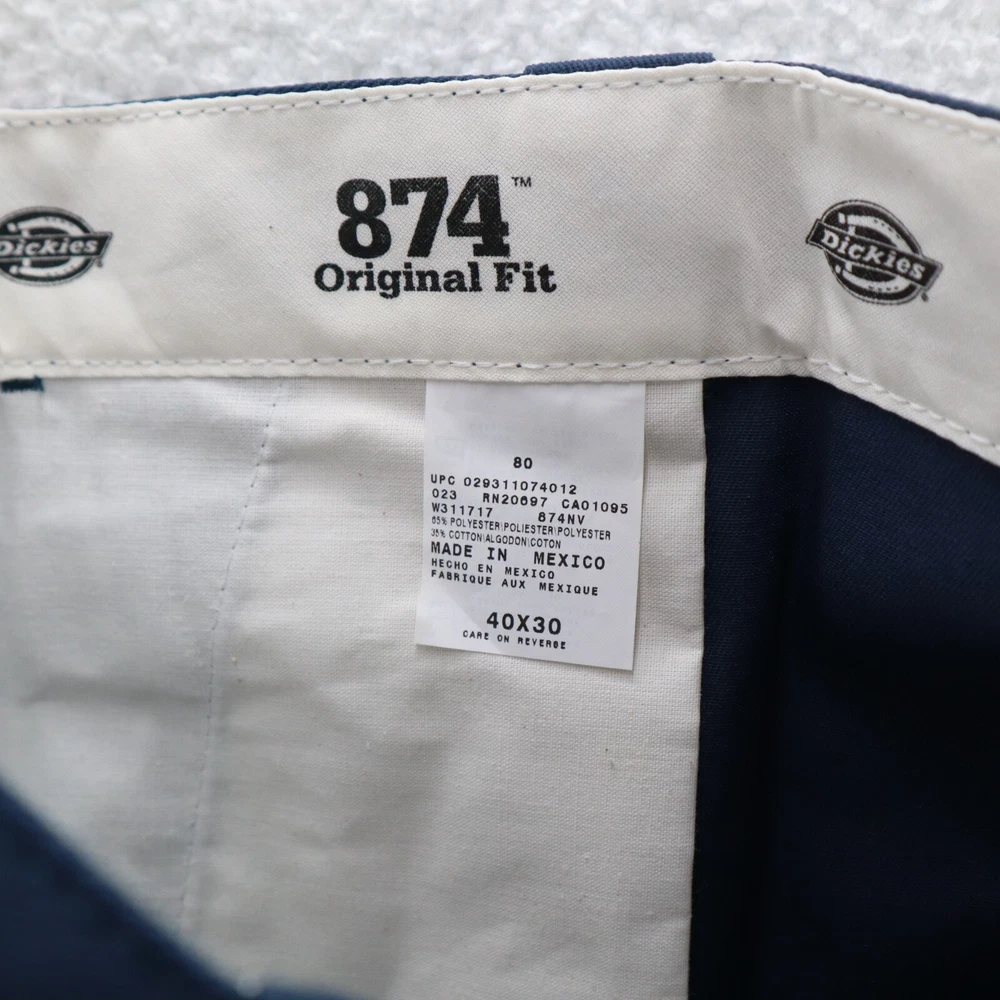 874™
Original Fit
Dickies
Dickies
80
UPC 029311074012
023 RN20697 CA01095
W311717 874NV
65% POLYESTER\POLIESTER\POLYESTER
35% COTTON\ALGODON\COTON
MADE IN MEXICO
HECHO EN MEXICO
FABRIQUE AUX MEXIQUE
40X30
CARE ON REVERSE